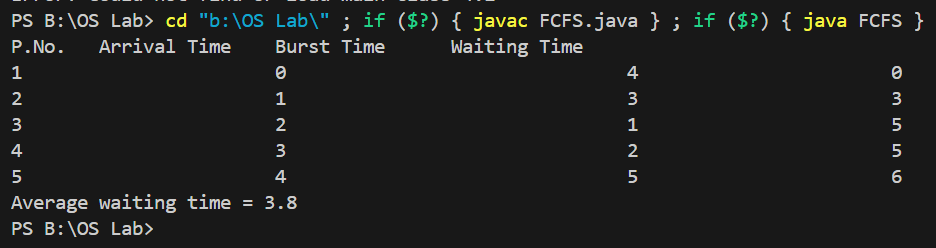 PS B:\OS Lab> cd "b:\OS Lab\" ; if ($?) { javac FCFS.java } ; if ($?) { java FCFS }
P.No. Arrival Time Burst Time Waiting Time
1 0 4 0
2 1 3 3
3 2 1 5
4 3 2 5
5 4 5 6
Average waiting time = 3.8
PS B:\OS Lab>